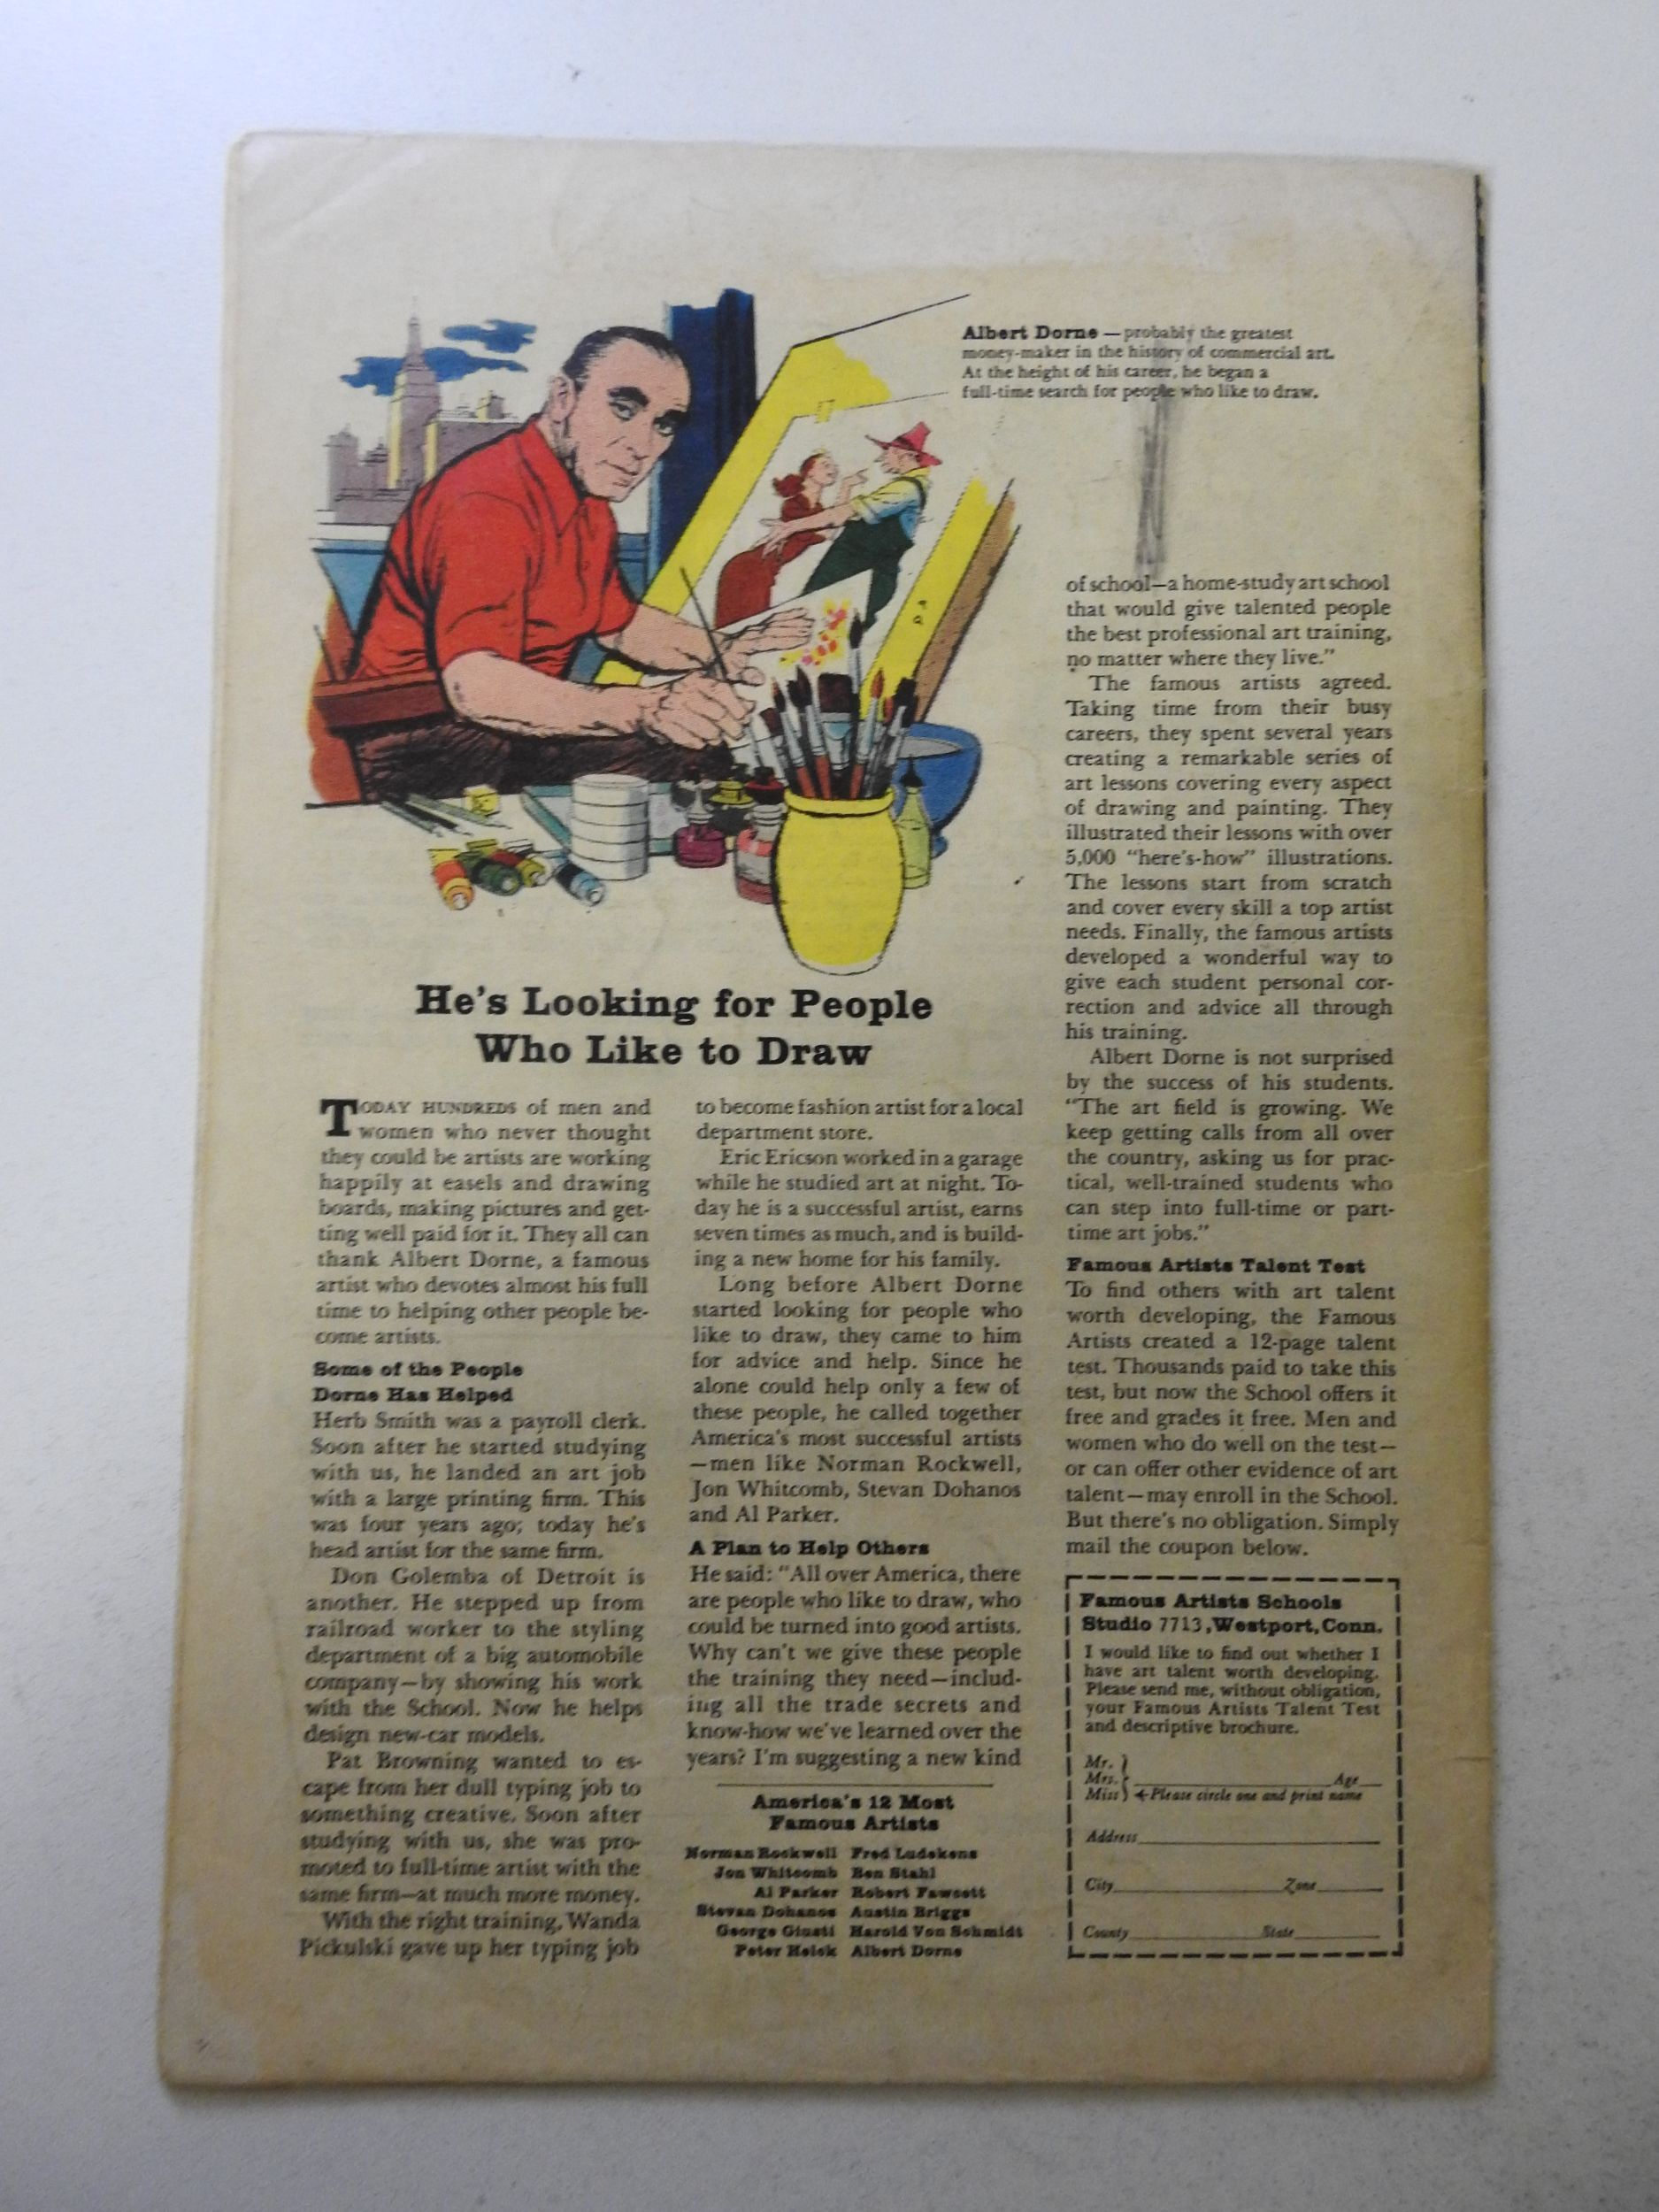 Albert Dorne — probably the greatest
money-maker in the history of commercial art.
At the height of his career, he began a
full-time search for people who like to draw.
He's Looking for People
Who Like to Draw
TODAY HUNDREDS of men and
women who never thought
they could be artists are working
happily at easels and drawing
boards, making pictures and get-
ting well paid for it. They all can
thank Albert Dorne, a famous
artist who devotes almost his full
time to helping other people be-
come artists.
Some of the People
Dorne Has Helped
Herb Smith was a payroll clerk.
Soon after he started studying
with us, he landed an art job
with a large printing firm. This
was four years ago; today he's
head artist for the same firm.
Don Golemba of Detroit is
another. He stepped up from
railroad worker to the styling
department of a big automobile
company—by showing his work
with the School. Now he helps
design new-car models.
Pat Browning wanted to es-
cape from her dull typing job to
something creative. Soon after
studying with us, she was pro-
moted to full-time artist with the
same firm—at much more money.
With the right training, Wanda
Pickulski gave up her typing job
to become fashion artist for a local
department store.
Eric Ericson worked in a garage
while he studied art at night. To-
day he is a successful artist, earns
seven times as much, and is build-
ing a new home for his family.
Long before Albert Dorne
started looking for people who
like to draw, they came to him
for advice and help. Since he
alone could help only a few of
these people, he called together
America's most successful artists
—men like Norman Rockwell,
Jon Whitcomb, Stevan Dohanos
and Al Parker.
A Plan to Help Others
He said: "All over America, there
are people who like to draw, who
could be turned into good artists.
Why can't we give these people
the training they need—includ-
ing all the trade secrets and
know-how we've learned over the
years? I'm suggesting a new kind
America's 12 Most
Famous Artists
Norman Rockwell Fred Ludekens
Jon Whitcomb Ben Stahl
Al Parker Robert Fawcett
Stevan Dohanos Austin Briggs
George Giusti Harold Von Schmidt
Peter Helck Albert Dorne
of school—a home-study art school
that would give talented people
the best professional art training,
no matter where they live."
The famous artists agreed.
Taking time from their busy
careers, they spent several years
creating a remarkable series of
art lessons covering every aspect
of drawing and painting. They
illustrated their lessons with over
5,000 "here's-how" illustrations.
The lessons start from scratch
and cover every skill a top artist
needs. Finally, the famous artists
developed a wonderful way to
give each student personal cor-
rection and advice all through
his training.
Albert Dorne is not surprised
by the success of his students.
"The art field is growing. We
keep getting calls from all over
the country, asking us for prac-
tical, well-trained students who
can step into full-time or part-
time art jobs."
Famous Artists Talent Test
To find others with art talent
worth developing, the Famous
Artists created a 12-page talent
test. Thousands paid to take this
test, but now the School offers it
free and grades it free. Men and
women who do well on the test—
or can offer other evidence of art
talent—may enroll in the School.
But there's no obligation. Simply
mail the coupon below.
Famous Artists Schools
Studio 7713, Westport, Conn.
I would like to find out whether I
have art talent worth developing.
Please send me, without obligation,
your Famous Artists Talent Test
and descriptive brochure.
Mr.
Mrs. Age
Miss Please circle one and print name
Address
City Zone
County State